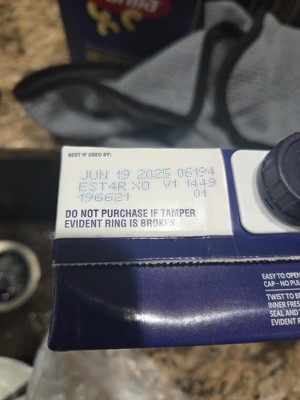 BEST IF USED BY:
JUN 19 2025 06194
EST4R XO V1 1449
196621 01
DO NOT PURCHASE IF TAMPER
EVIDENT RING IS BROKEN
EASY TO OPEN
CAP - NO PUL
TWIST TO BR
INNER FRES
SEAL AND
EVIDENT R